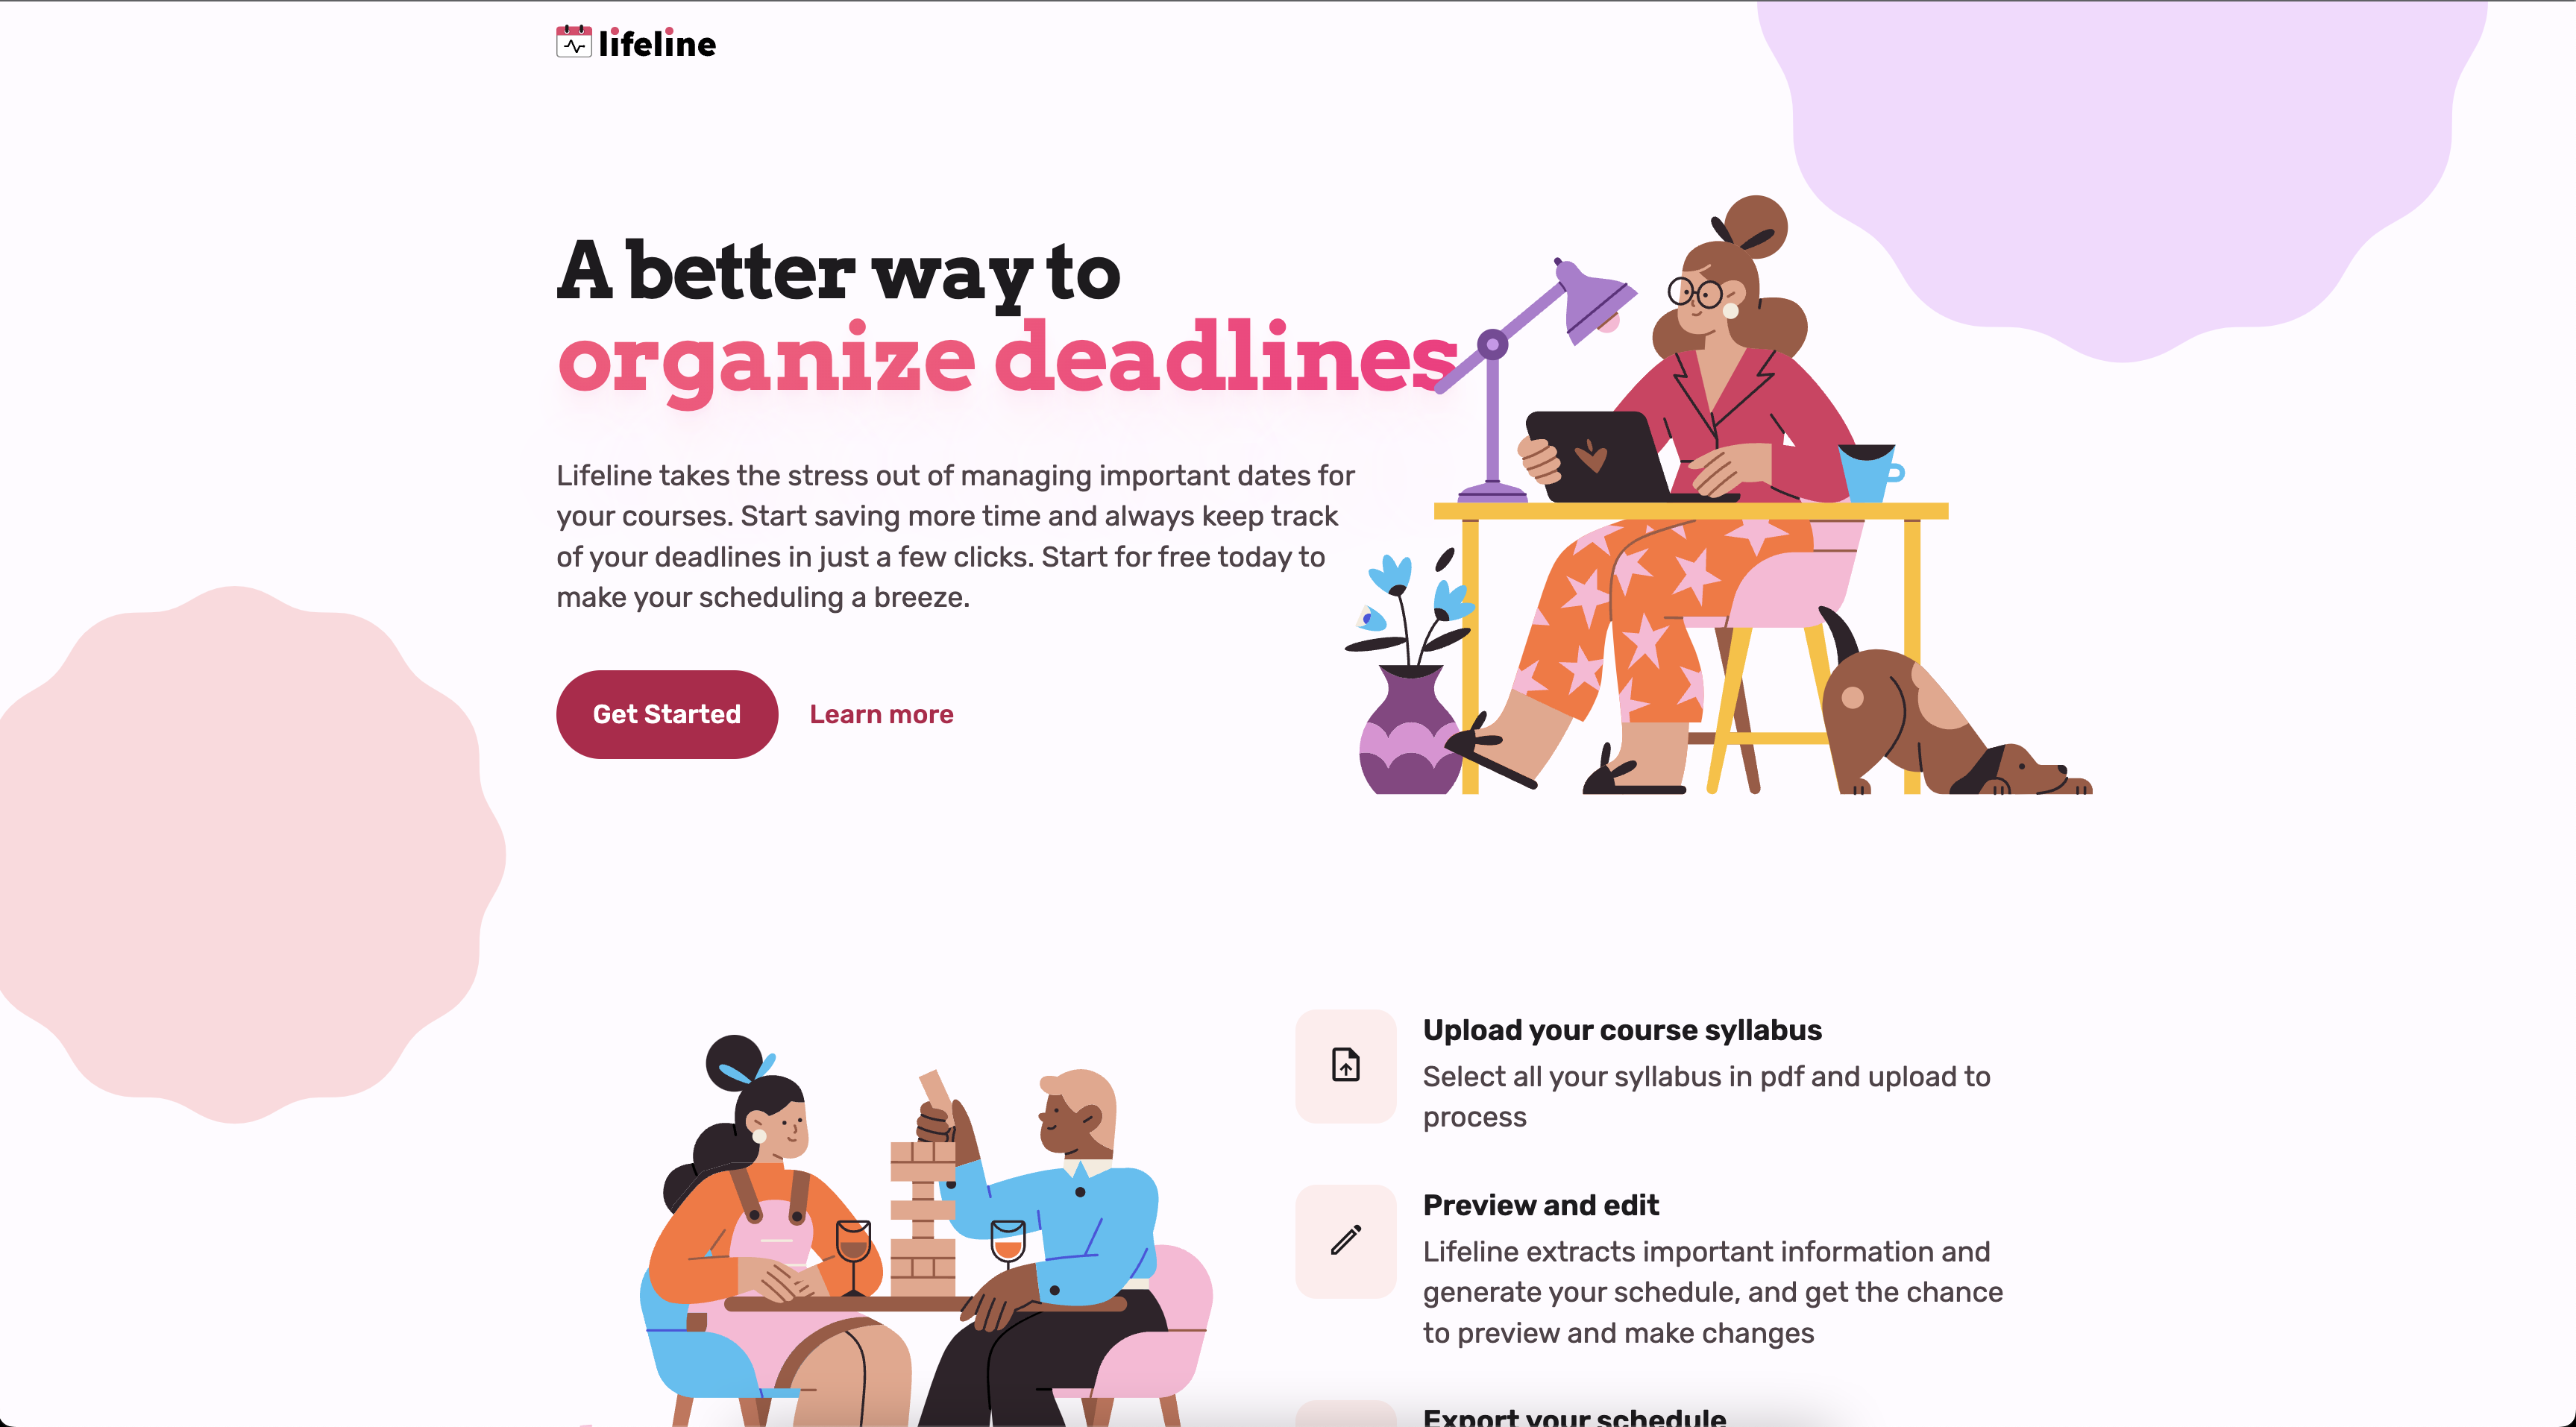 lifeline
A better way to
organize deadlines
Lifeline takes the stress out of managing important dates for
your courses. Start saving more time and always keep track
of your deadlines in just a few clicks. Start for free today to
make your scheduling a breeze.
Get Started
Learn more
Upload your course syllabus
Select all your syllabus in pdf and upload to
process
Preview and edit
Lifeline extracts important information and
generate your schedule, and get the chance
to preview and make changes
Export your schedule